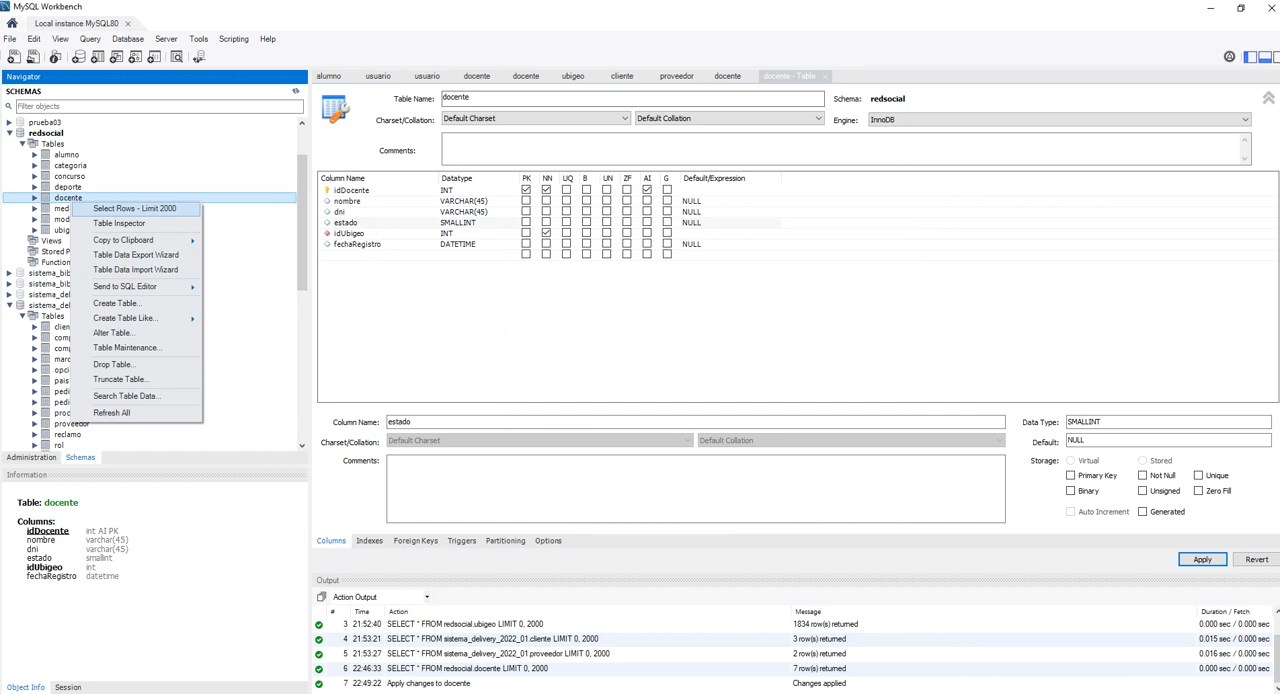 MySQL Workbench
Local instance MySQL80 ×
File Edit View Query Database Server Tools Scripting Help
Navigator
SCHEMAS
Filter objects
prueba03
redsocial
Tables
alumno
categoria
concurso
deporte
docente
med
mod
ubig
Views
Stored P
Function
sistema_bib
sistema_bib
sistema_del
sistema_del
Tables
clien
comp
comp
marc
opci
pais
pedi
pedi
proc
proveedor
reclamo
rol
Select Rows - Limit 2000
Table Inspector
Copy to Clipboard
Table Data Export Wizard
Table Data Import Wizard
Send to SQL Editor
Create Table...
Create Table Like...
Alter Table...
Table Maintenance...
Drop Table...
Truncate Table...
Search Table Data...
Refresh All
Administration Schemas
Information
Table: docente
Columns:
idDocente int AI PK
nombre varchar(45)
dni varchar(45)
estado smallint
idUbigeo int
fechaRegistro datetime
Object Info Session
alumno usuario usuario docente docente ubigeo cliente proveedor docente docente - Table ×
Table Name: docente Schema: redsocial
Charset/Collation: Default Charset Default Collation Engine: InnoDB
Comments:
Column Name Datatype PK NN UQ B UN ZF AI G Default/Expression
idDocente INT
nombre VARCHAR(45) NULL
dni VARCHAR(45) NULL
estado SMALLINT NULL
idUbigeo INT
fechaRegistro DATETIME NULL
Column Name: estado Data Type: SMALLINT
Charset/Collation: Default Charset Default Collation Default: NULL
Comments: Storage: Virtual Stored
Primary Key Not Null Unique
Binary Unsigned Zero Fill
Auto Increment Generated
Columns Indexes Foreign Keys Triggers Partitioning Options
Apply Revert
Output
Action Output
# Time Action Message Duration / Fetch
3 21:52:40 SELECT * FROM redsocial.ubigeo LIMIT 0, 2000 1834 row(s) returned 0.000 sec / 0.000 sec
4 21:53:21 SELECT * FROM sistema_delivery_2022_01.cliente LIMIT 0, 2000 3 row(s) returned 0.015 sec / 0.000 sec
5 21:53:27 SELECT * FROM sistema_delivery_2022_01.proveedor LIMIT 0, 2000 2 row(s) returned 0.016 sec / 0.000 sec
6 22:46:33 SELECT * FROM redsocial.docente LIMIT 0, 2000 7 row(s) returned 0.000 sec / 0.000 sec
7 22:49:22 Apply changes to docente Changes applied